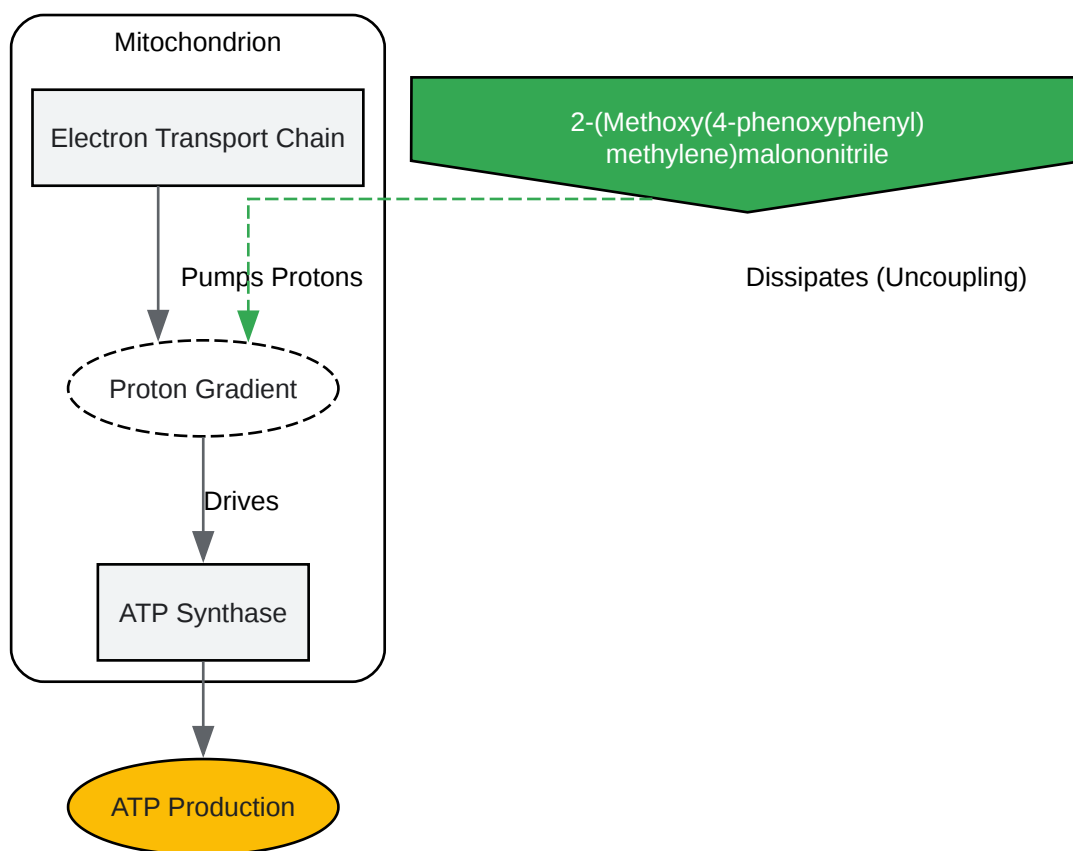 Mitochondrion
Electron Transport Chain
2-(Methoxy(4-phenoxyphenyl)
methylene)malononitrile
Pumps Protons
Dissipates (Uncoupling)
Proton Gradient
Drives
ATP Synthase
ATP Production